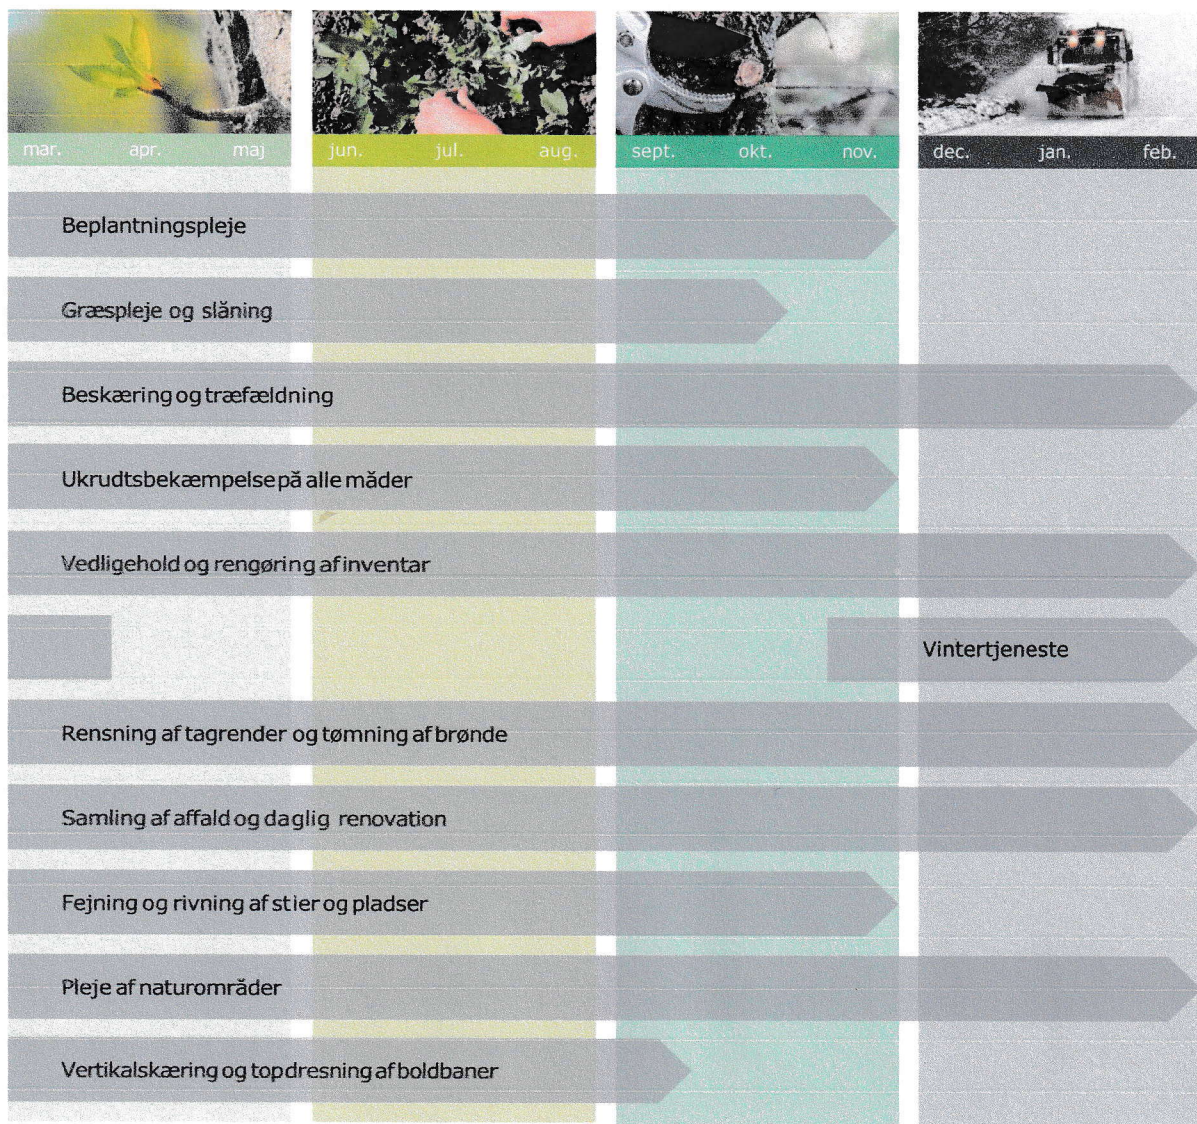 mar. apr. maj jun. jul. aug. sept. okt. nov. dec. jan. feb.
Beplantningspleje
Græspleje og slåning
Beskæring og træfældning
Ukrudtsbekæmpelse på alle måder
Vedligehold og rengøring af inventar
Vintertjeneste
Rensning af tagrender og tømning af brønde
Samling af affald og daglig renovation
Fejning og rivning af stier og pladser
Pleje af naturområder
Vertikalskæring og topdresning af boldbaner